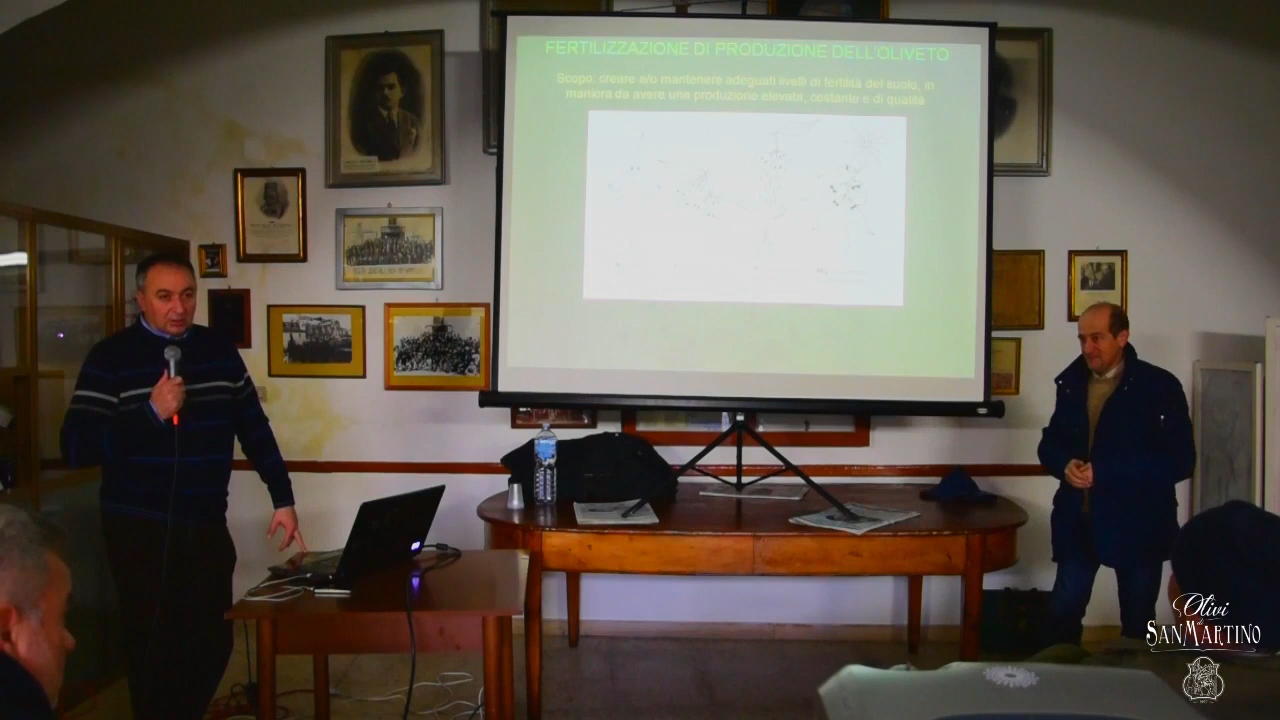 FERTILIZZAZIONE DI PRODUZIONE DELL'OLIVETO
Scopo: creare e/o mantenere adeguati livelli di fertilità del suolo, in
maniera da avere una produzione elevata, costante e di qualità
Olivi
di
SANMARTINO